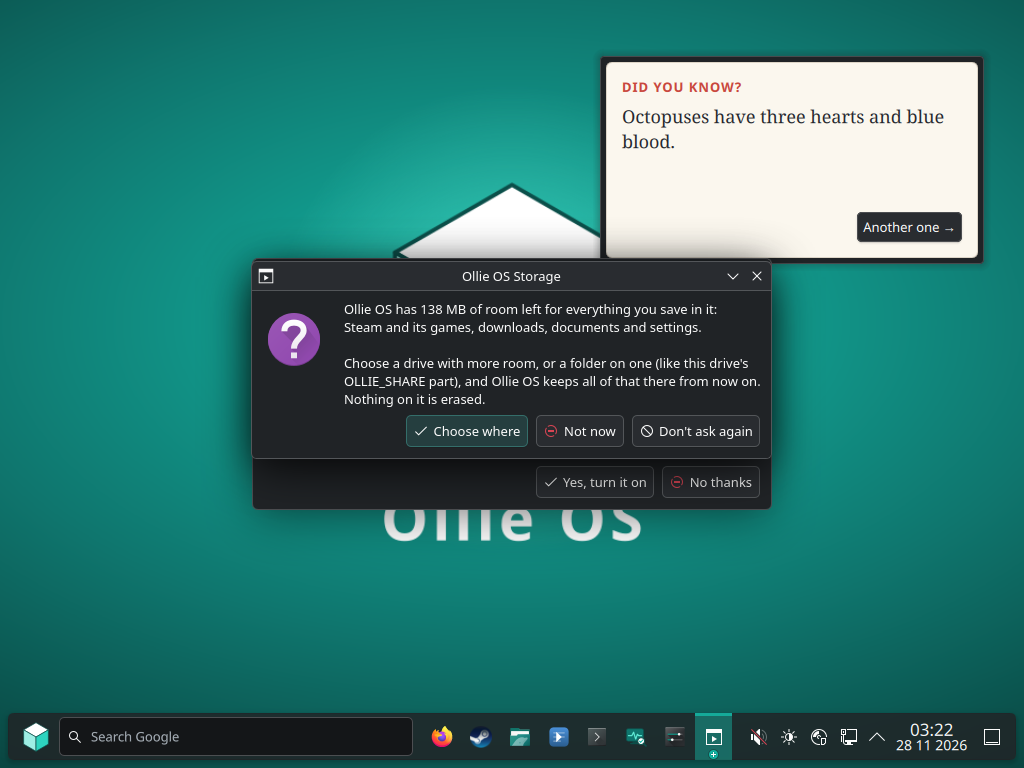 DID YOU KNOW?
Octopuses have three hearts and blue
blood.
Another one →
Ollie OS Storage
Ollie OS has 138 MB of room left for everything you save in it:
Steam and its games, downloads, documents and settings.
Choose a drive with more room, or a folder on one (like this drive's
OLLIE_SHARE part), and Ollie OS keeps all of that there from now on.
Nothing on it is erased.
Choose where
Not now
Don't ask again
Yes, turn it on
No thanks
Ollie OS
Search Google
03:22
28 11 2026